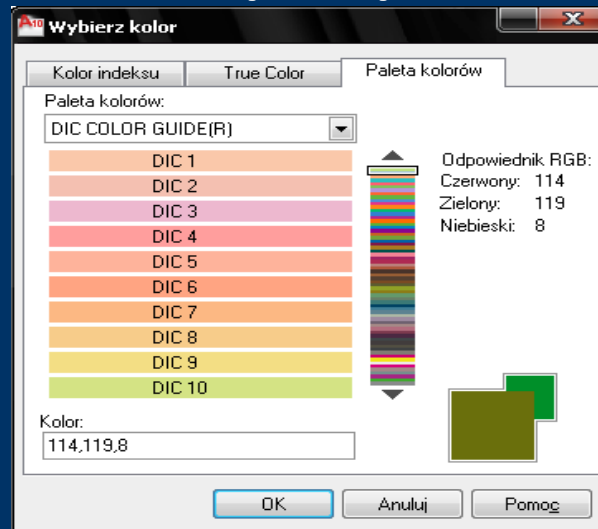 A10 Wybierz kolor
Kolor indeksu True Color Paleta kolorów
Paleta kolorów:
DIC COLOR GUIDE(R)
DIC 1
DIC 2
DIC 3
DIC 4
DIC 5
DIC 6
DIC 7
DIC 8
DIC 9
DIC 10
Odpowiednik RGB:
Czerwony: 114
Zielony: 119
Niebieski: 8
Kolor:
114,119,8
OK Anuluj Pomoc